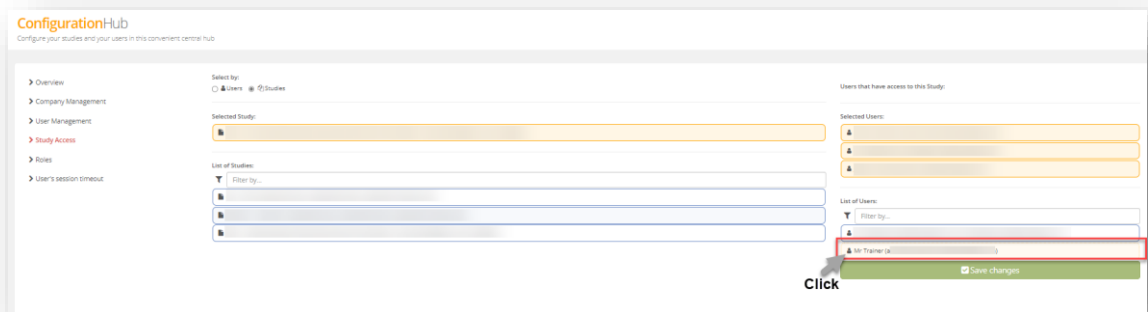 ConfigurationHub
Configure your studies and your users in this convenient central hub
Overview
Company Management
User Management
Study Access
Roles
User's session timeout
Select by:
Users Studies
Selected Study:
List of Studies:
Filter by...
Users that have access to this Study:
Selected Users:
List of Users:
Filter by...
Mr Trainer (a )
Save changes
Click